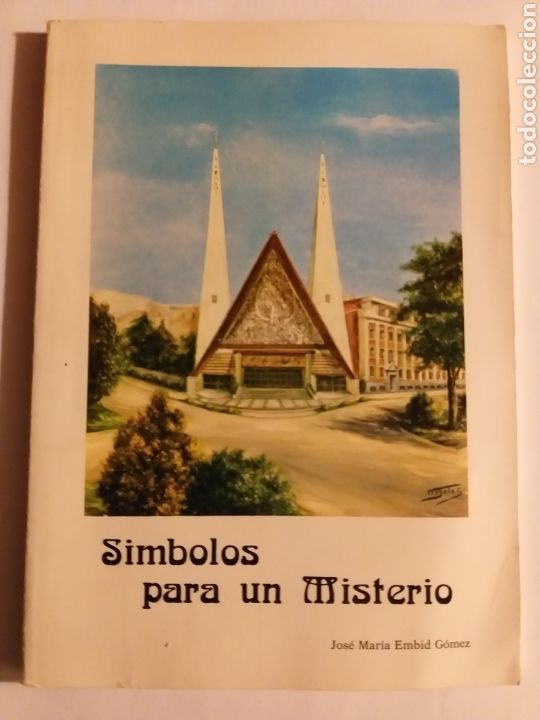 todocoleccion
Simbolos
para un Misterio
José María Embid Gómez